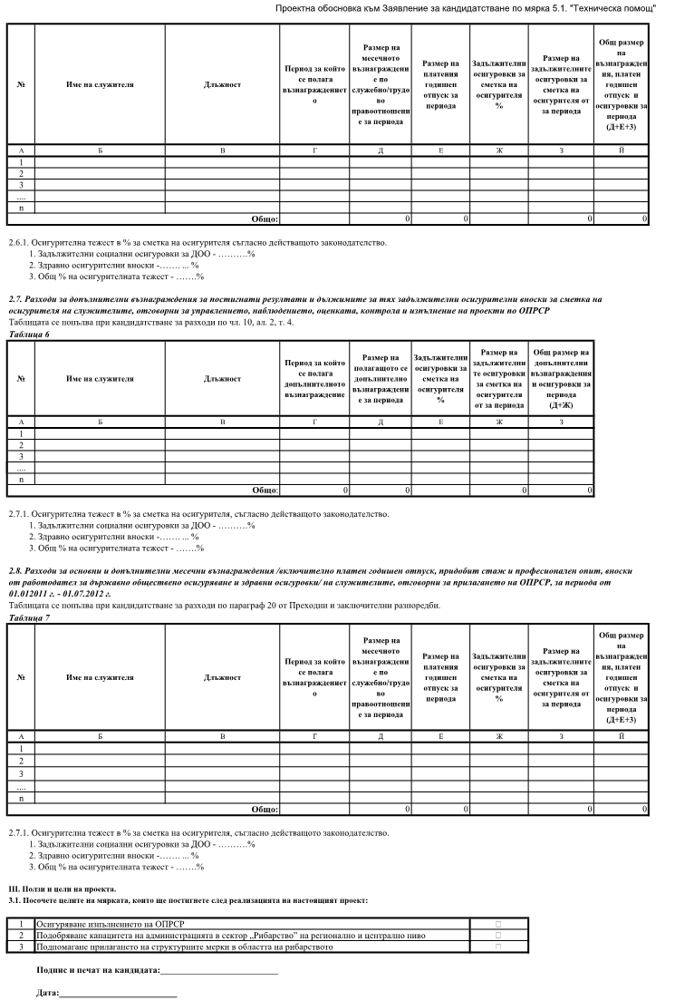 Проектна обосновка към Заявление за кандидатстване по мярка 5.1. "Техническа помощ"
№ Име на служителя Длъжност Период за който се полага възнаграждениет о Размер на месечното възнаграждени е по служебно/трудо во правоотношени е за периода Размер на платения годишен отпуск за периода Задължителни осигуровки за сметка на осигурителя % Размер на задължителните осигуровки за сметка на осигурителя от за периода Общ размер на възнагражден ия, платен годишен отпуск и осигуровки за периода (Д+Е+З)
А Б В Г Д Е Ж З Й
1
2
3
....
n
Общо: 0 0 0 0
2.6.1. Осигурителна тежест в % за сметка на осигурителя съгласно действащото законодателство.
1. Задължителни социални осигуровки за ДОО - ……….%
2. Здравно осигурителни вноски -……. ... %
3. Общ % на осигурителната тежест - …….%
2.7. Разходи за допълнителни възнаграждения за постигнати резултати и дължимите за тях задължителни осигурителни вноски за сметка на
осигурителя на служителите, отговорни за управлението, наблюдението, оценката, контрола и изпълнение на проекти по ОПРСР
Таблицата се попълва при кандидатстване за разходи по чл. 10, ал. 2, т. 4.
Таблица 6
№ Име на служителя Длъжност Период за който се полага допълнителното възнаграждение Размер на полагащото се допълнително възнаграждени е за периода Задължителни осигуровки за сметка на осигурителя % Размер на задължителни те осигуровки за сметка на осигурителя от за периода Общ размер на допълнителни възнаграждения и осигуровки за периода (Д+Ж)
А Б В Г Д Е Ж З
1
2
3
....
n
Общо: 0 0 0 0
2.7.1. Осигурителна тежест в % за сметка на осигурителя, съгласно действащото законодателство.
1. Задължителни социални осигуровки за ДОО - ……….%
2. Здравно осигурителни вноски -……. ... %
3. Общ % на осигурителната тежест - …….%
2.8. Разходи за основни и допълнителни месечни възнаграждения /включително платен годишен отпуск, придобит стаж и професионален опит, вноски
от работодател за държавно обществено осигуряване и здравни осигуровки/ на служителите, отговорни за прилагането на ОПРСР, за периода от
01.012011 г. - 01.07.2012 г.
Таблицата се попълва при кандидатстване за разходи по параграф 20 от Преходни и заключителни разпоредби.
Таблица 7
№ Име на служителя Длъжност Период за който се полага възнаграждениет о Размер на месечното възнаграждени е по служебно/трудо во правоотношени е за периода Размер на платения годишен отпуск за периода Задължителни осигуровки за сметка на осигурителя % Размер на задължителните осигуровки за сметка на осигурителя от за периода Общ размер на възнагражден ия, платен годишен отпуск и осигуровки за периода (Д+Е+З)
А Б В Г Д Е Ж З Й
1
2
3
....
n
Общо: 0 0 0 0
2.7.1. Осигурителна тежест в % за сметка на осигурителя, съгласно действащото законодателство.
1. Задължителни социални осигуровки за ДОО - ……….%
2. Здравно осигурителни вноски -……. ... %
3. Общ % на осигурителната тежест - …….%
III. Ползи и цели на проекта.
3.1. Посочете целите на мярката, които ще постигнете след реализацията на настоящият проект:
1 Осигуряване изпълнението на ОПРСР □
2 Подобряване капацитета на администрацията в сектор „Рибарство” на регионално и централно ниво □
3 Подпомагане прилагането на структурните мерки в областта на рибарството □
Подпис и печат на кандидата:__________________________
Дата:__________________________